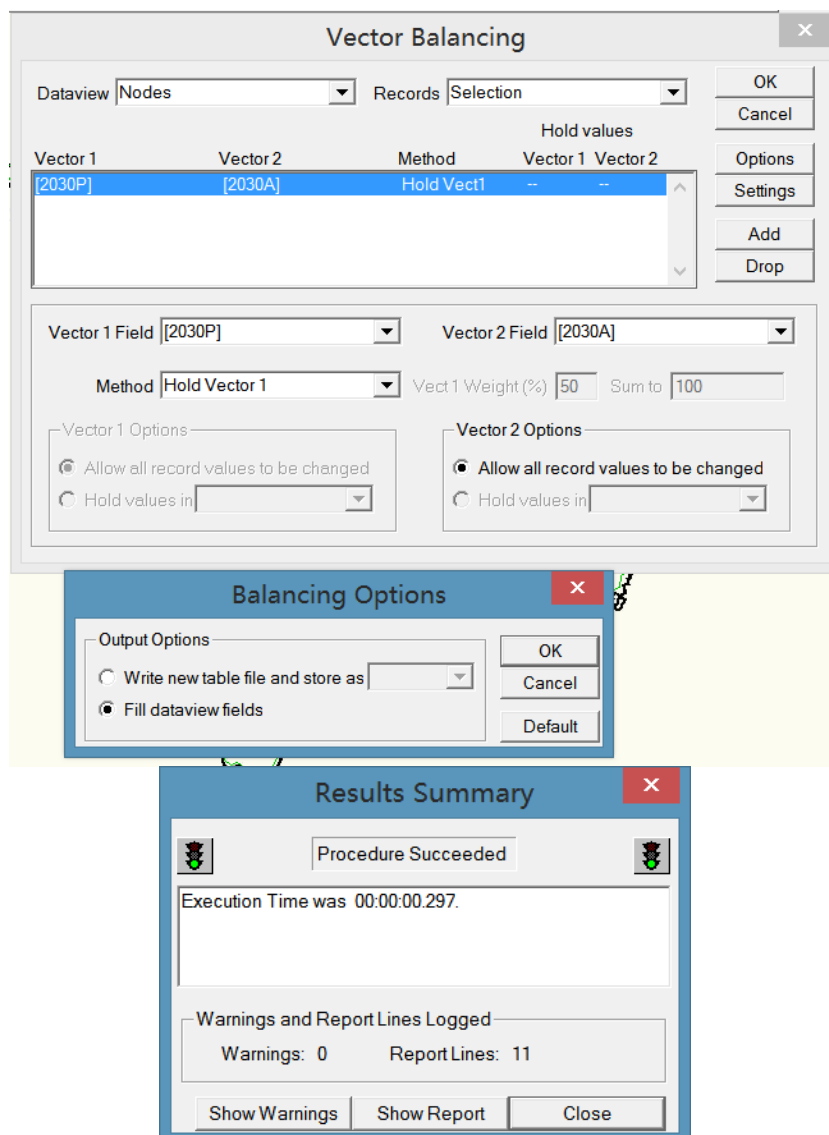 Vector Balancing
Dataview Nodes Records Selection OK
Cancel
Hold values
Vector 1 Vector 2 Method Vector 1 Vector 2 Options
[2030P] [2030A] Hold Vect1 -- -- Settings
Add
Drop
Vector 1 Field [2030P] Vector 2 Field [2030A]
Method Hold Vector 1 Vect 1 Weight (%) 50 Sum to 100
Vector 1 Options Vector 2 Options
Allow all record values to be changed Allow all record values to be changed
Hold values in Hold values in
Balancing Options
Output Options OK
Write new table file and store as Cancel
Fill dataview fields
Default
Results Summary
Procedure Succeeded
Execution Time was 00:00:00.297.
Warnings and Report Lines Logged
Warnings: 0 Report Lines: 11
Show Warnings Show Report Close